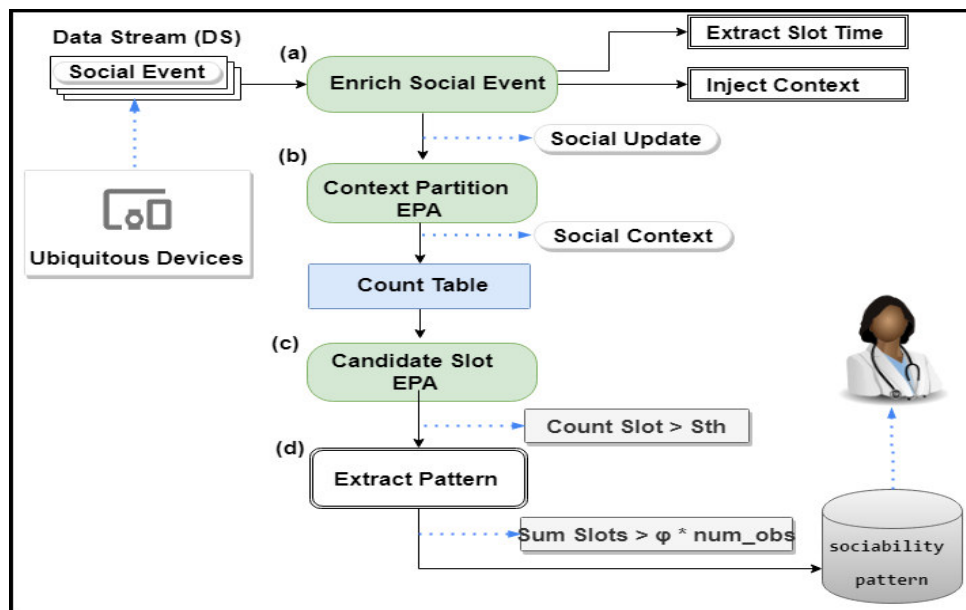 Data Stream (DS)
Social Event
Ubiquitous Devices
(a)
Enrich Social Event
Extract Slot Time
Inject Context
Social Update
(b)
Context Partition
EPA
Social Context
Count Table
(c)
Candidate Slot
EPA
Count Slot > Sth
(d)
Extract Pattern
Sum Slots > φ * num_obs
sociability
pattern